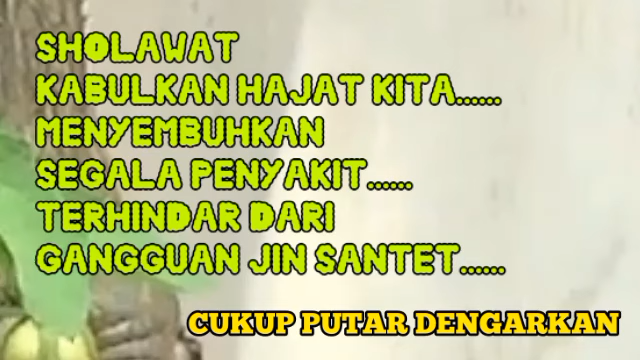 SHOLAWAT
KABULKAN HAJAT KITA......
MENYEMBUHKAN
SEGALA PENYAKIT......
TERHINDAR DARI
GANGGUAN JIN SANTET......
CUKUP PUTAR DENGARKAN